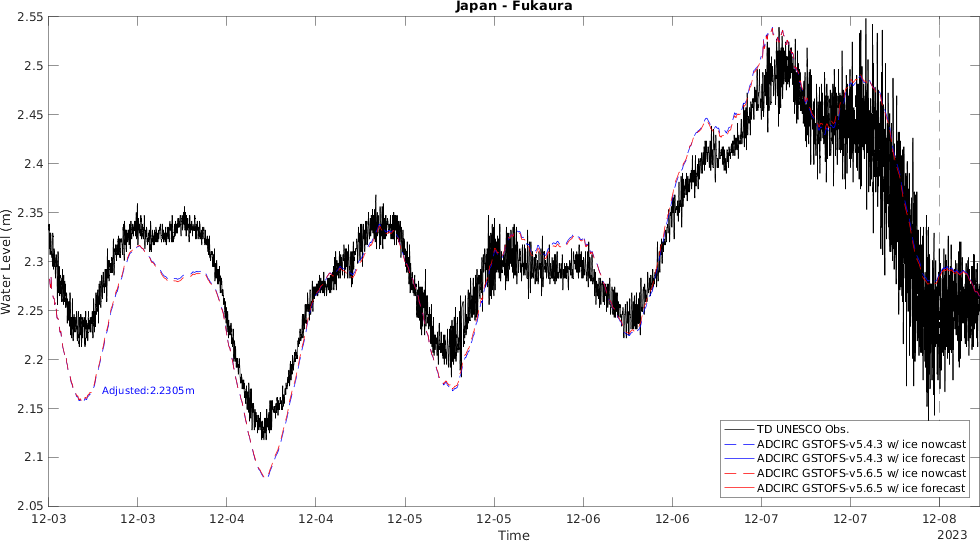 Japan - Fukaura
2.55
2.5
2.45
2.4
2.35
2.3
2.25
2.2
2.15
2.1
2.05
Water Level (m)
Adjusted:2.2305m
TD UNESCO Obs.
ADCIRC GSTOFS-v5.4.3 w/ ice nowcast
ADCIRC GSTOFS-v5.4.3 w/ ice forecast
ADCIRC GSTOFS-v5.6.5 w/ ice nowcast
ADCIRC GSTOFS-v5.6.5 w/ ice forecast
12-03 12-03 12-04 12-04 12-05 12-05 12-06 12-06 12-07 12-07 12-08
2023
Time